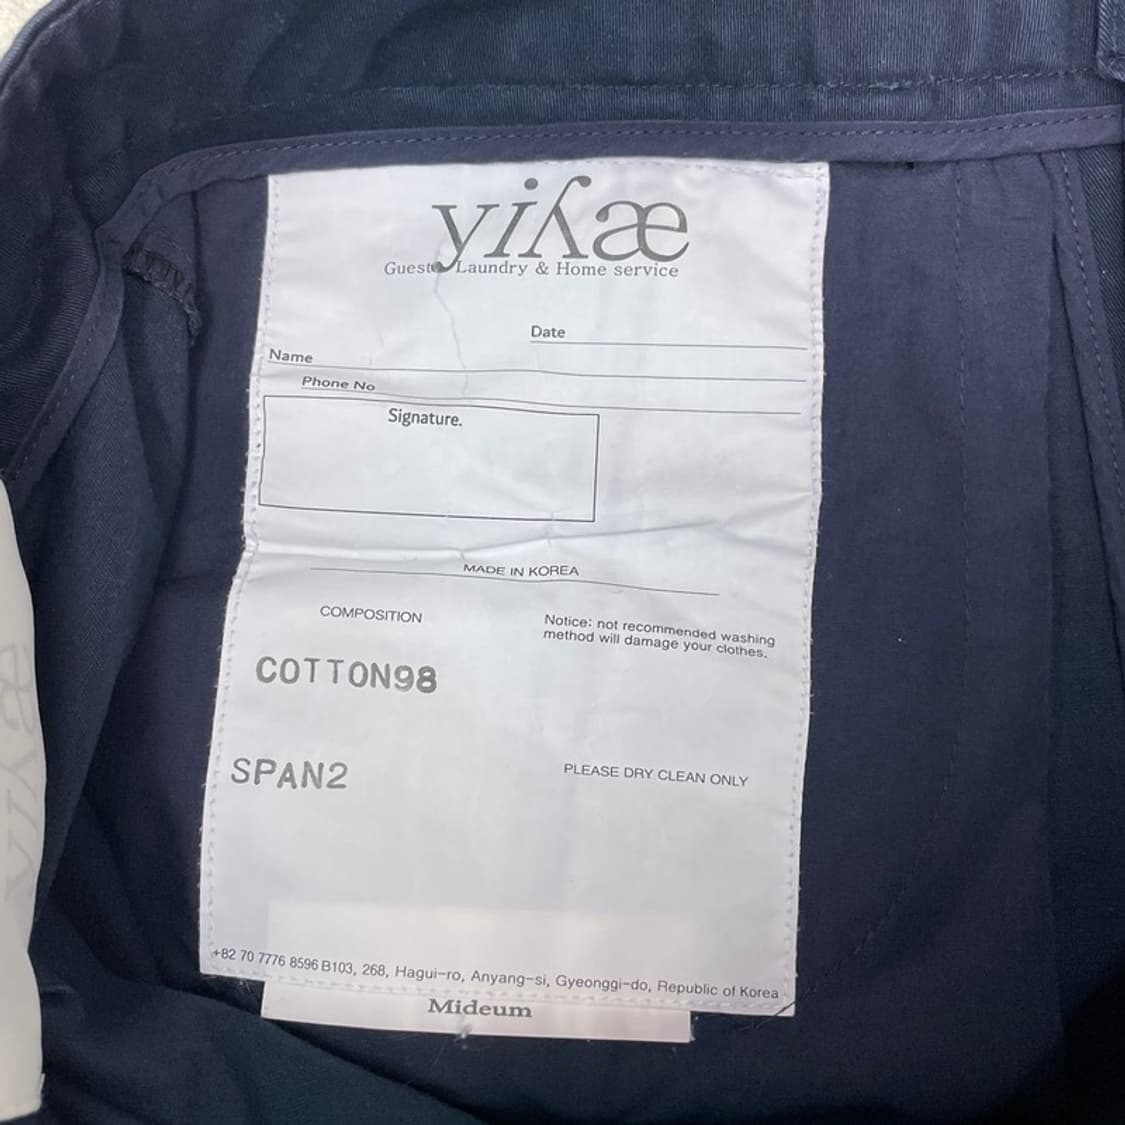 yiʎæ
Guest Laundry & Home service
Date
Name
Phone No
Signature.
MADE IN KOREA
COMPOSITION
Notice: not recommended washing
method will damage your clothes.
COTTON98
SPAN2
PLEASE DRY CLEAN ONLY
+82 70 7776 8596 B103, 268, Hagui-ro, Anyang-si, Gyeonggi-do, Republic of Korea
Mideum